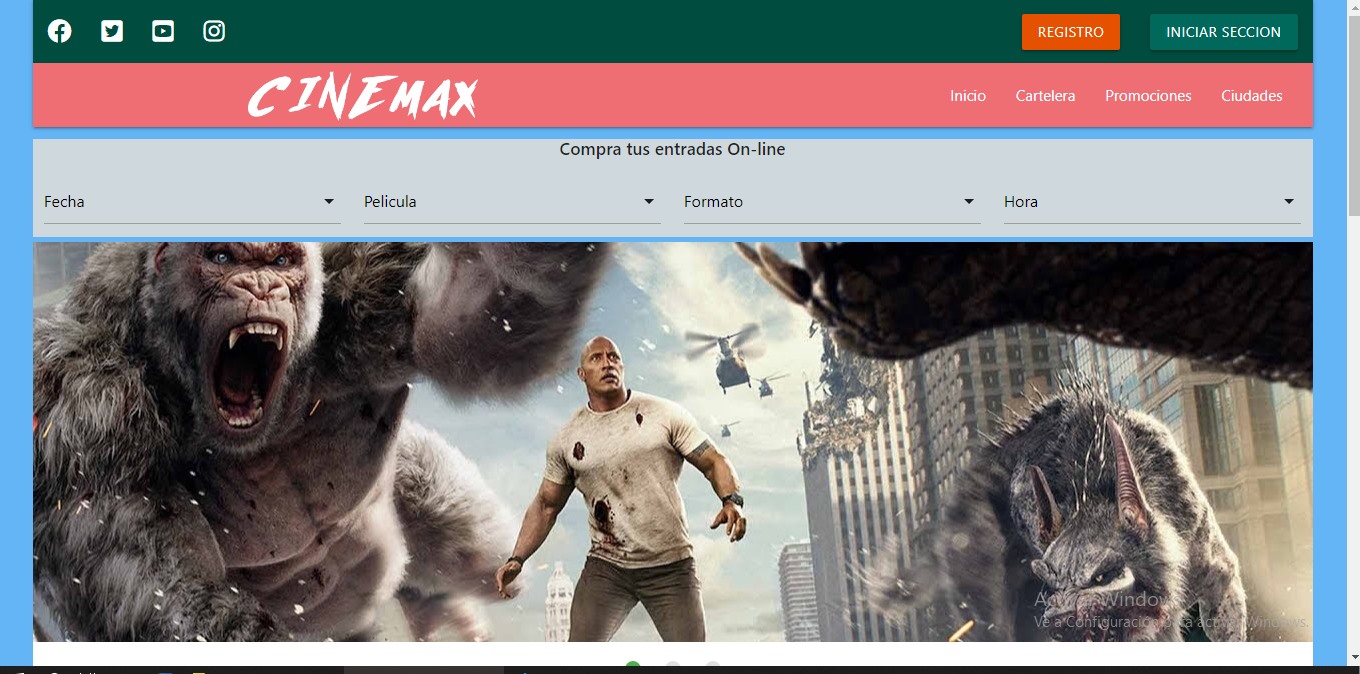 REGISTRO
INICIAR SECCION
CINEMAX
Inicio
Cartelera
Promociones
Ciudades
Compra tus entradas On-line
Fecha
Pelicula
Formato
Hora
Activar Windows
Ve a Configuración para activar Windows.